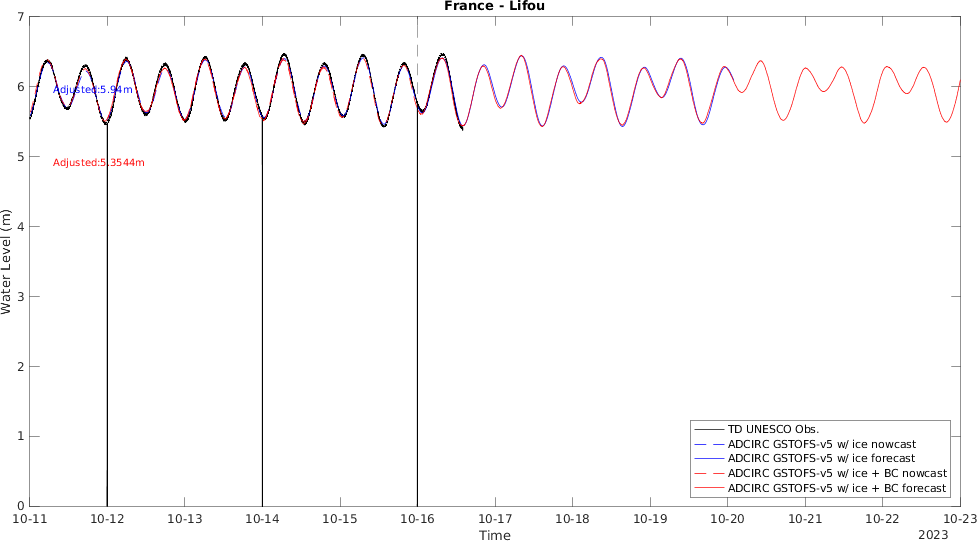 France - Lifou
7
6
5
4
3
2
1
0
Water Level (m)
Adjusted:5.94m
Adjusted:5.3544m
TD UNESCO Obs.
ADCIRC GSTOFS-v5 w/ ice nowcast
ADCIRC GSTOFS-v5 w/ ice forecast
ADCIRC GSTOFS-v5 w/ ice + BC nowcast
ADCIRC GSTOFS-v5 w/ ice + BC forecast
10-11 10-12 10-13 10-14 10-15 10-16 10-17 10-18 10-19 10-20 10-21 10-22 10-23
Time
2023